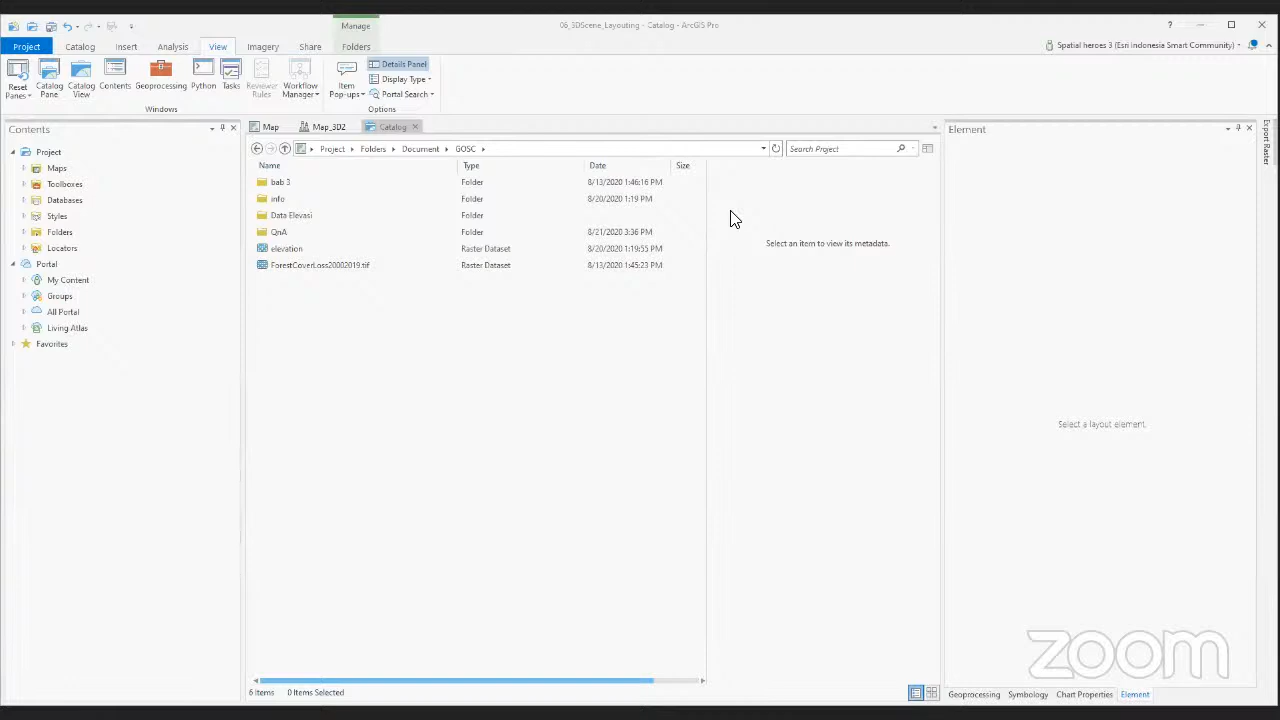 Manage
06_3DScene_Layouting - Catalog - ArcGIS Pro
?
Project Catalog Insert Analysis View Imagery Share Folders
Spatial heroes 3 (Esri Indonesia Smart Community)
Reset Panes
Catalog Pane
Catalog View
Contents
Geoprocessing
Python
Tasks
Reviewer Rules
Workflow Manager
Item Pop-ups
Details Panel
Display Type
Portal Search
Windows
Options
Contents
Project
Maps
Toolboxes
Databases
Styles
Folders
Locators
Portal
My Content
Groups
All Portal
Living Atlas
Favorites
Map Map_3D2 Catalog
Project Folders Document GOSC
Search Project
Name Type Date Size
bab 3 Folder 8/13/2020 1:46:16 PM
info Folder 8/20/2020 1:19 PM
Data Elevasi Folder
QnA Folder 8/21/2020 3:36 PM
elevation Raster Dataset 8/20/2020 1:19:55 PM
ForestCoverLoss20002019.tif Raster Dataset 8/13/2020 1:45:23 PM
Select an item to view its metadata.
6 Items 0 Items Selected
Element
Select a layout element.
Export Raster
zoom
Geoprocessing Symbology Chart Properties Element